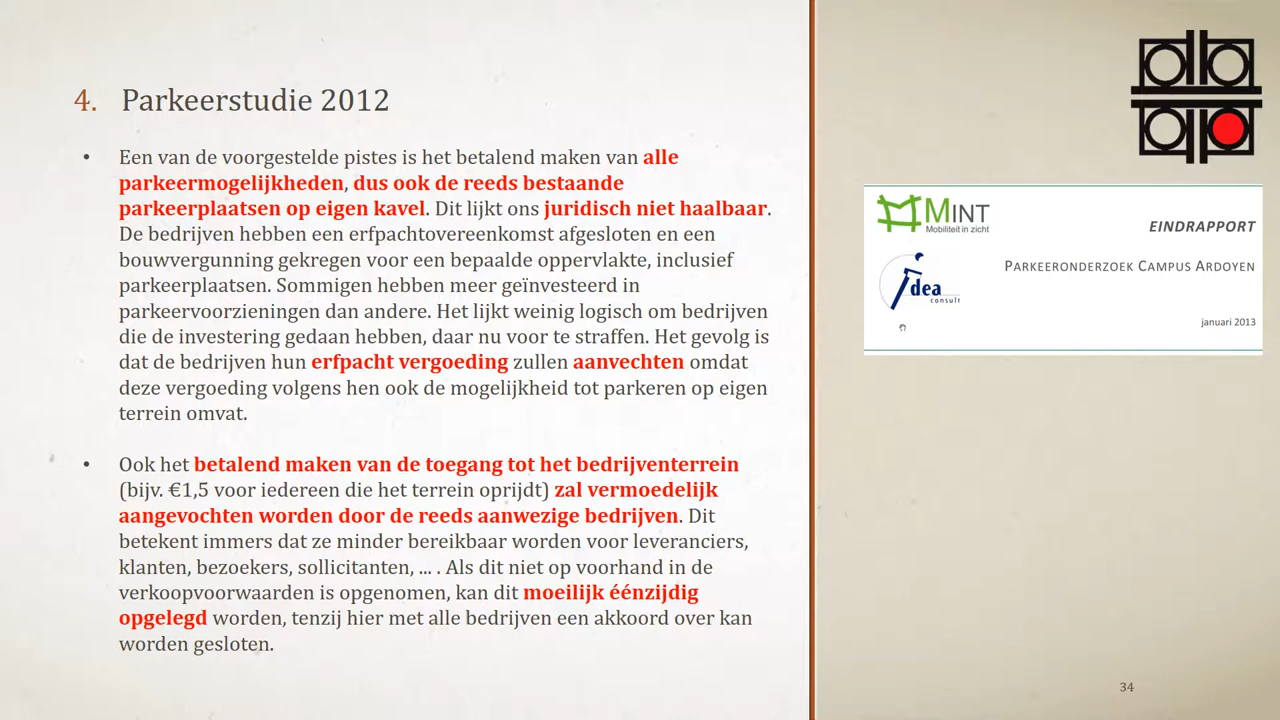 4. Parkeerstudie 2012
• Een van de voorgestelde pistes is het betalend maken van alle
parkeermogelijkheden, dus ook de reeds bestaande
parkeerplaatsen op eigen kavel. Dit lijkt ons juridisch niet haalbaar.
De bedrijven hebben een erfpachtovereenkomst afgesloten en een
bouwvergunning gekregen voor een bepaalde oppervlakte, inclusief
parkeerplaatsen. Sommigen hebben meer geïnvesteerd in
parkeervoorzieningen dan andere. Het lijkt weinig logisch om bedrijven
die de investering gedaan hebben, daar nu voor te straffen. Het gevolg is
dat de bedrijven hun erfpacht vergoeding zullen aanvechten omdat
deze vergoeding volgens hen ook de mogelijkheid tot parkeren op eigen
terrein omvat.
• Ook het betalend maken van de toegang tot het bedrijventerrein
(bijv. €1,5 voor iedereen die het terrein oprijdt) zal vermoedelijk
aangevochten worden door de reeds aanwezige bedrijven. Dit
betekent immers dat ze minder bereikbaar worden voor leveranciers,
klanten, bezoekers, sollicitanten, ... . Als dit niet op voorhand in de
verkoopvoorwaarden is opgenomen, kan dit moeilijk éénzijdig
opgelegd worden, tenzij hier met alle bedrijven een akkoord over kan
worden gesloten.
MINT
Mobiliteit in zicht
EINDRAPPORT
PARKEERONDERZOEK CAMPUS ARDOYEN
idea
consult
januari 2013
34